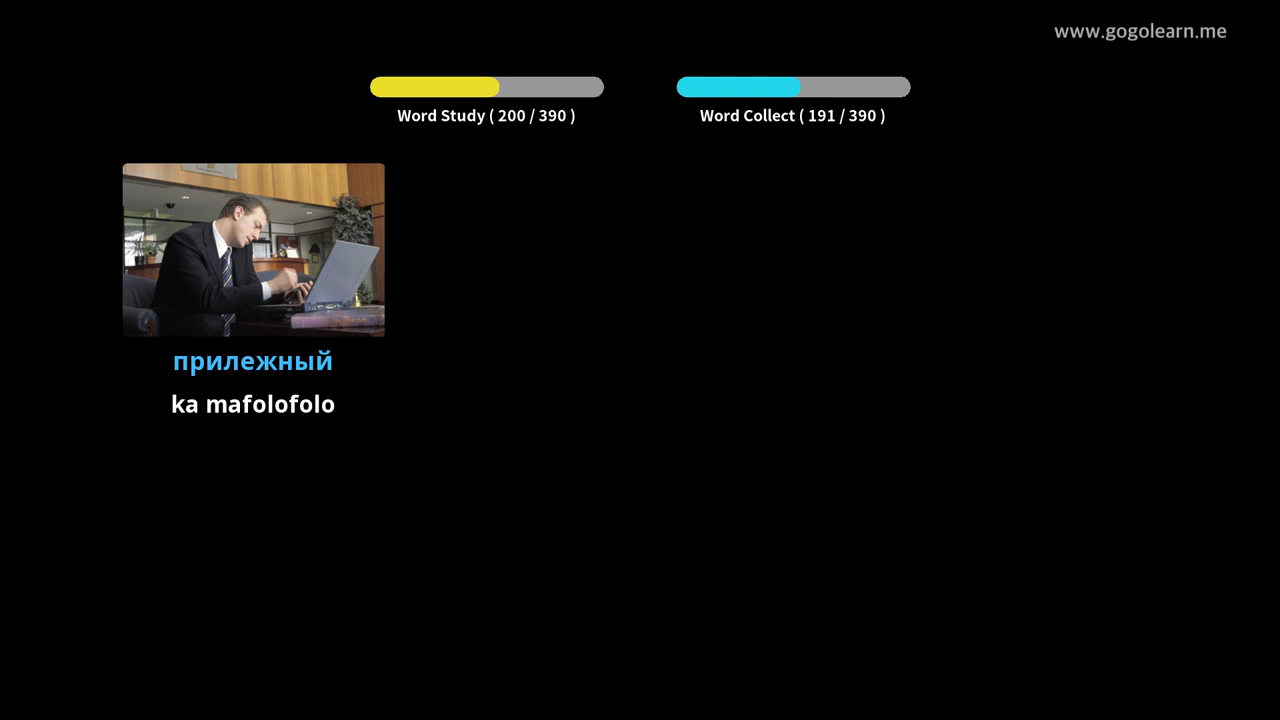 www.gogolearn.me
Word Study ( 200 / 390 )
Word Collect ( 191 / 390 )
прилежный
ka mafolofolo